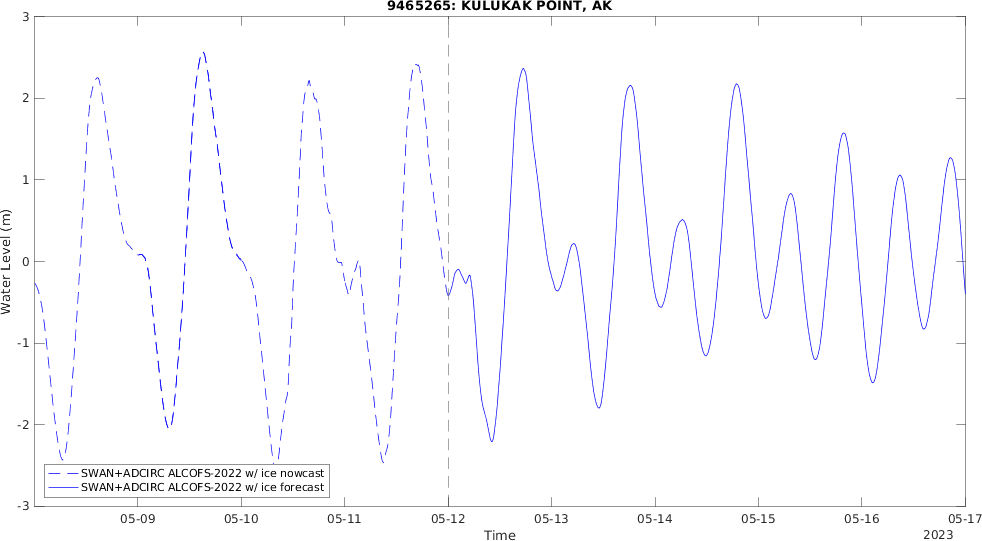 9465265: KULUKAK POINT, AK
3
2
1
0
-1
-2
-3
Water Level (m)
SWAN+ADCIRC ALCOFS-2022 w/ ice nowcast
SWAN+ADCIRC ALCOFS-2022 w/ ice forecast
05-09 05-10 05-11 05-12 05-13 05-14 05-15 05-16 05-17
Time
2023